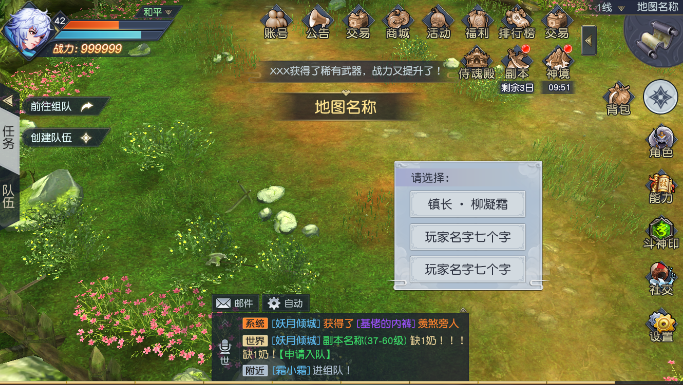 42
和平
战力: 999999
账号
公告
交易
商城
活动
福利
排行榜
交易
1线
地图名称
侍魂殿
副本
神境
剩余3日
09:51
XXX获得了稀有武器，战力又提升了！
地图名称
前往组队
创建队伍
任务
队伍
背包
角色
能力
斗神印
社交
设置
请选择：
镇长 · 柳凝霜
玩家名字七个字
玩家名字七个字
邮件
自动
世
系统 [妖月倾城] 获得了 [基佬的内裤] 羡煞旁人
世界 [妖月倾城] 副本名称(37-60级) 缺1奶！！！
缺1奶！【申请入队】
附近 [霜小霜] 进组队！